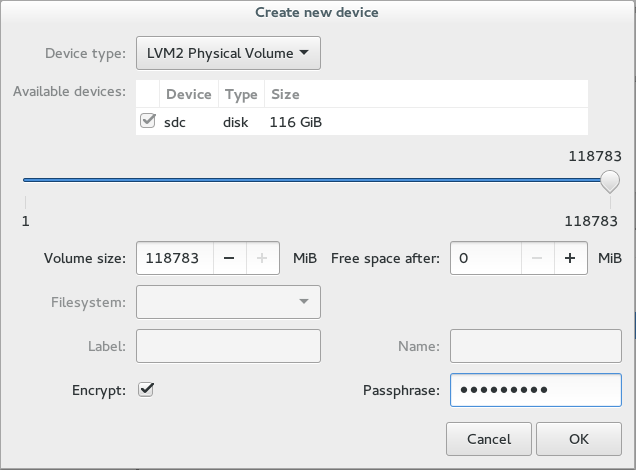 Create new device
Device type: LVM2 Physical Volume
Available devices: Device Type Size
sdc disk 116 GiB
118783
1 118783
Volume size: 118783 − + MiB Free space after: 0 − + MiB
Filesystem:
Label: Name:
Encrypt: Passphrase: ●●●●●●●●●
Cancel OK